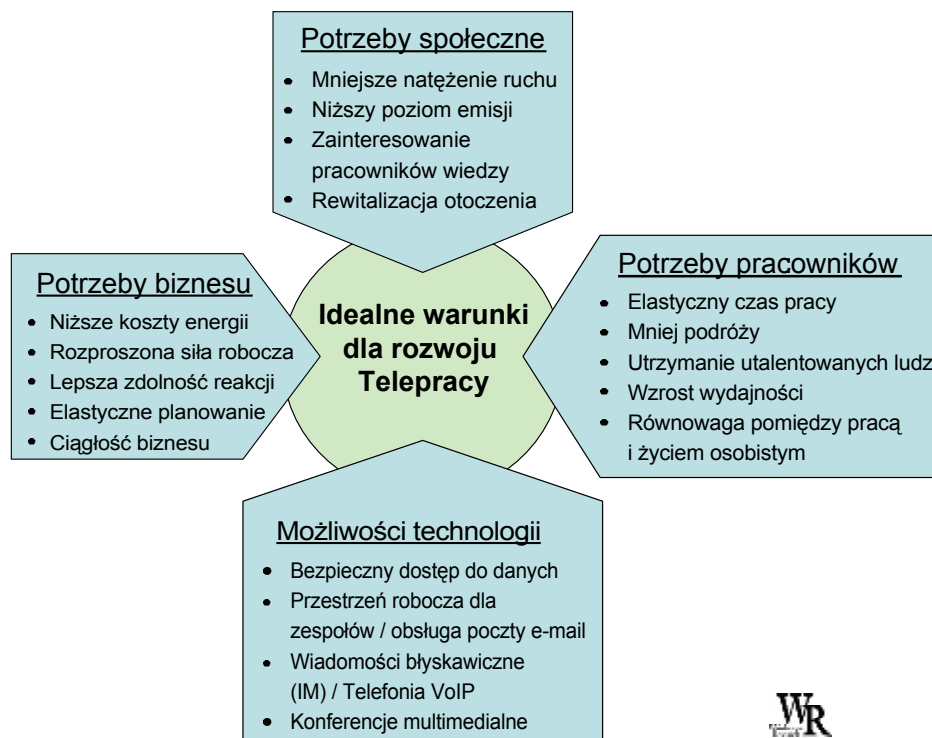 Potrzeby społeczne
• Mniejsze natężenie ruchu
• Niższy poziom emisji
• Zainteresowanie
pracowników wiedzy
• Rewitalizacja otoczenia
Potrzeby biznesu
• Niższe koszty energii
• Rozproszona siła robocza
• Lepsza zdolność reakcji
• Elastyczne planowanie
• Ciągłość biznesu
Idealne warunki
dla rozwoju
Telepracy
Potrzeby pracowników
• Elastyczny czas pracy
• Mniej podróży
• Utrzymanie utalentowanych ludz
• Wzrost wydajności
• Równowaga pomiędzy pracą
i życiem osobistym
Możliwości technologii
• Bezpieczny dostęp do danych
• Przestrzeń robocza dla
zespołów / obsługa poczty e-mail
• Wiadomości błyskawiczne
(IM) / Telefonia VoIP
• Konferencje multimedialne
WR